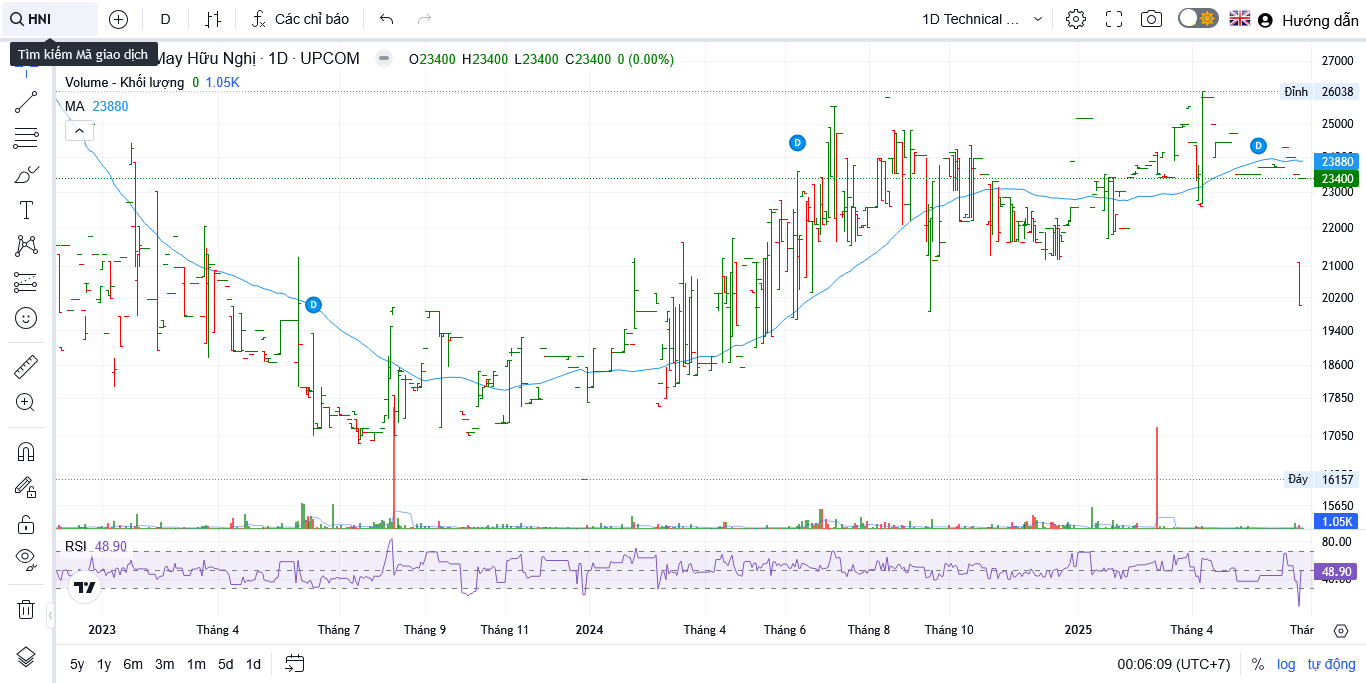 HNI
D
Các chỉ báo
1D Technical ...
Hướng dẫn
Tìm kiếm Mã giao dịch
May Hữu Nghị · 1D · UPCOM
O23400 H23400 L23400 C23400 0 (0.00%)
Volume - Khối lượng 0 1.05K
MA 23880
27000
Đỉnh 26038
25000
23880
23400
23000
22000
21000
20200
19400
18600
17850
17050
Đáy 16157
15650
1.05K
D
D
D
RSI 48.90
80.00
48.90
2023 Tháng 4 Tháng 7 Tháng 9 Tháng 11 2024 Tháng 4 Tháng 6 Tháng 8 Tháng 10 2025 Tháng 4 Thár
5y 1y 6m 3m 1m 5d 1d
00:06:09 (UTC+7) % log tự động